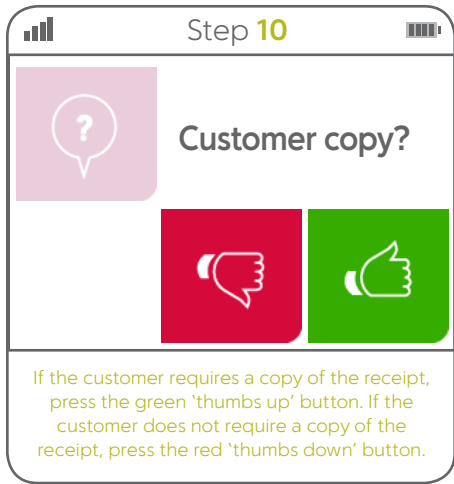 Step 10
?
Customer copy?
If the customer requires a copy of the receipt,
press the green ‘thumbs up’ button. If the
customer does not require a copy of the
receipt, press the red ‘thumbs down’ button.